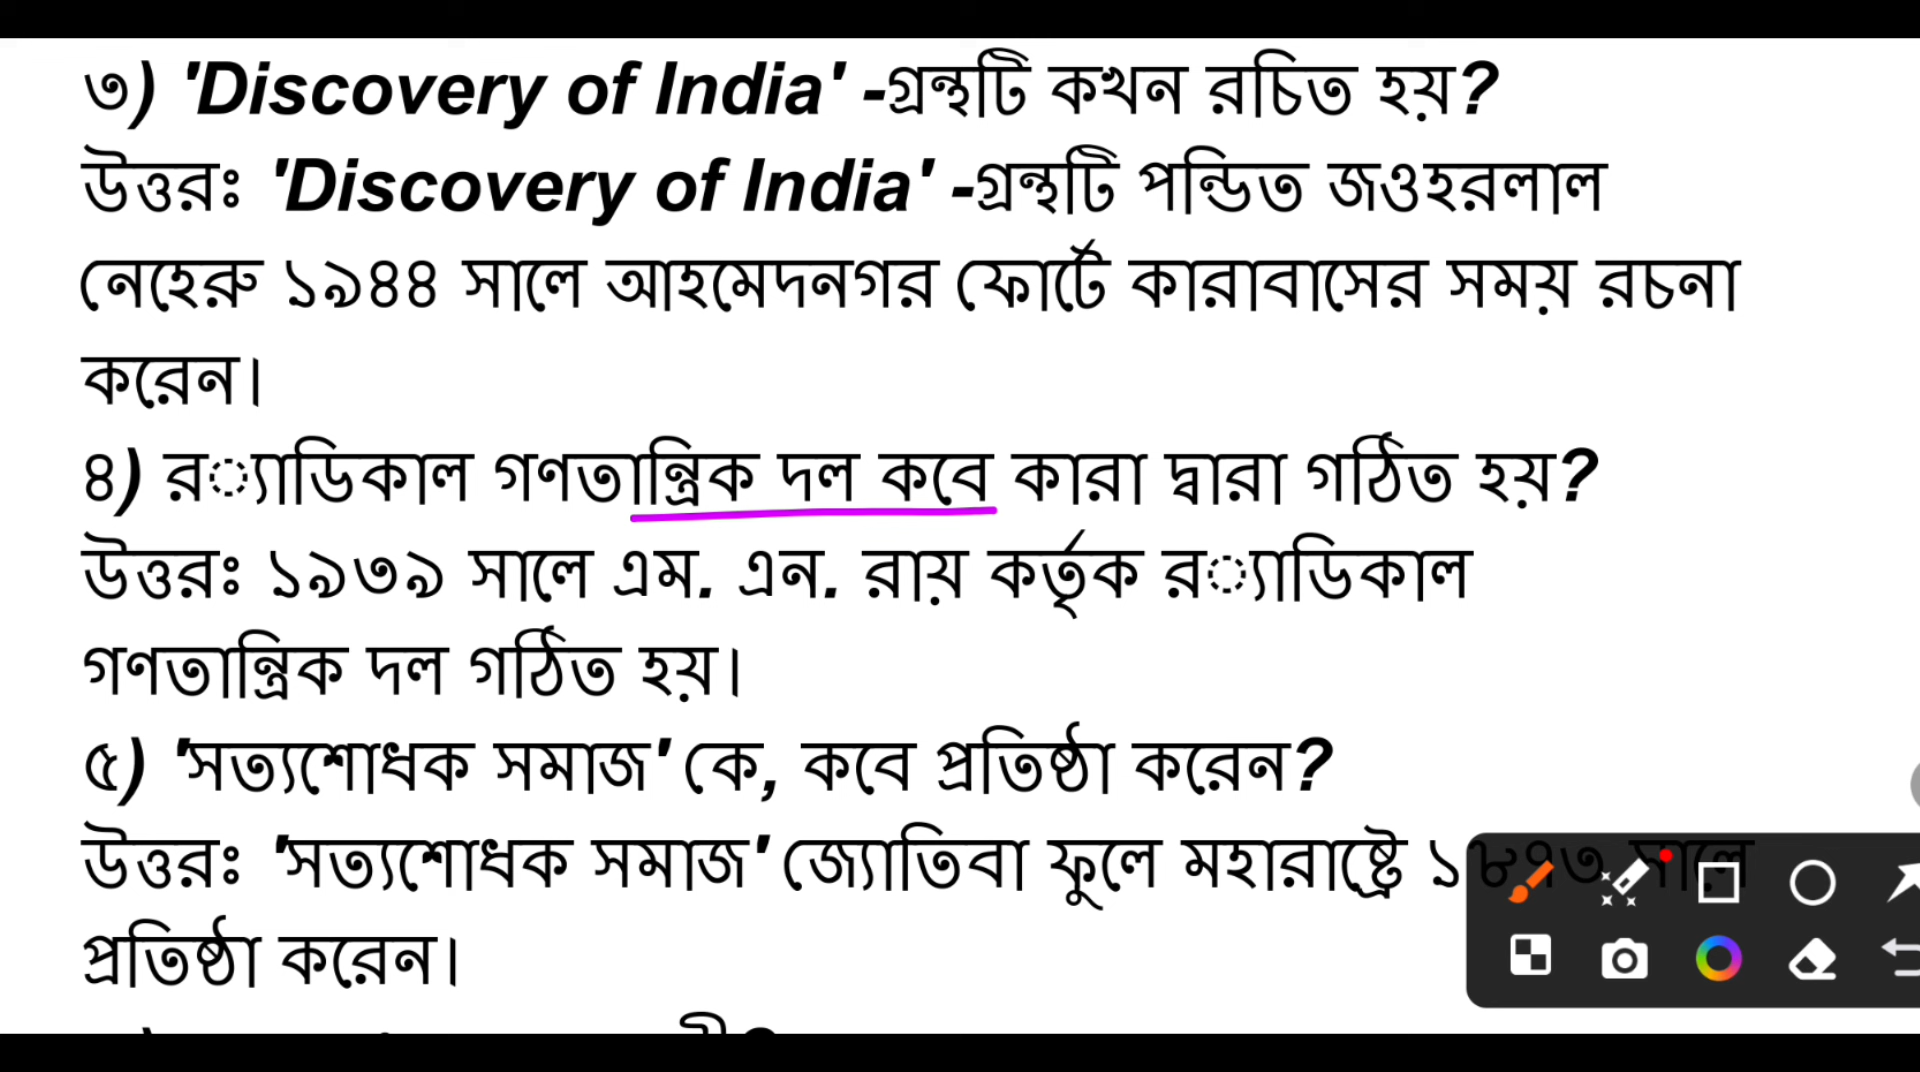 ৩) 'Discovery of India' -গ্রন্থটি কখন রচিত হয়?
উত্তরঃ 'Discovery of India' -গ্রন্থটি পন্ডিত জওহরলাল
নেহেরু ১৯৪৪ সালে আহমেদনগর ফোর্টে কারাবাসের সময় রচনা
করেন।
৪) র‍্যাডিকাল গণতান্ত্রিক দল কবে কারা দ্বারা গঠিত হয়?
উত্তরঃ ১৯৩৯ সালে এম. এন. রায় কর্তৃক র‍্যাডিকাল
গণতান্ত্রিক দল গঠিত হয়।
৫) 'সত্যশোধক সমাজ' কে, কবে প্রতিষ্ঠা করেন?
উত্তরঃ 'সত্যশোধক সমাজ' জ্যোতিবা ফুলে মহারাষ্ট্রে ১৮৭৩ সালে
প্রতিষ্ঠা করেন।